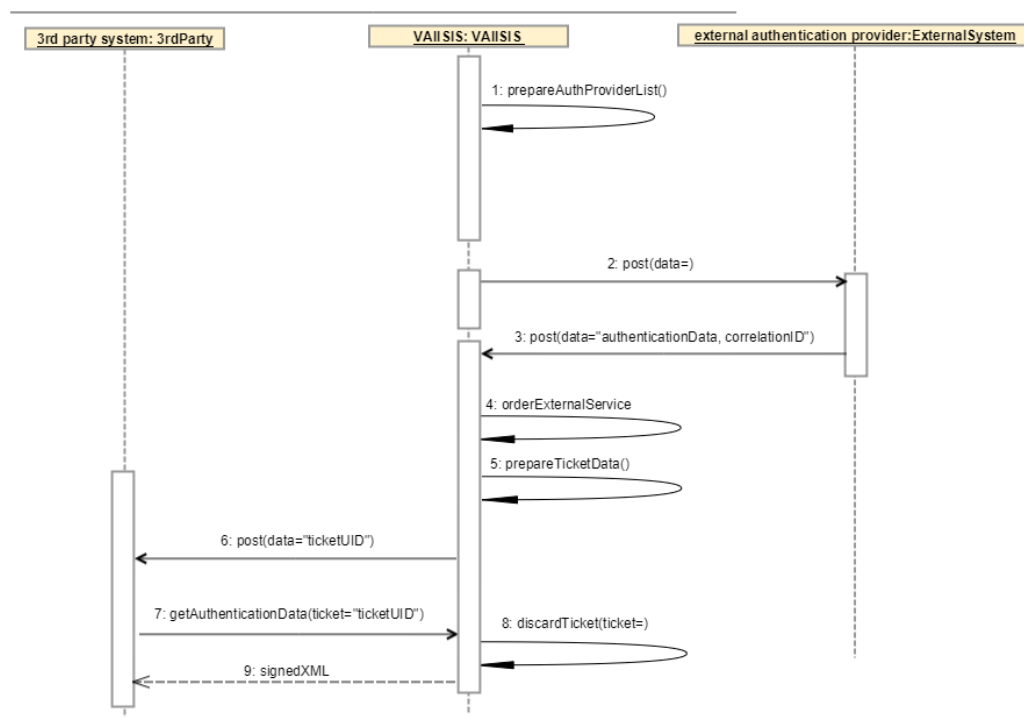 3rd party system: 3rdParty
VAIISIS: VAIISIS
external authentication provider:ExternalSystem
1: prepareAuthProviderList()
2: post(data=)
3: post(data="authenticationData, correlationID")
4: orderExternalService
5: prepareTicketData()
6: post(data="ticketUID")
7: getAuthenticationData(ticket="ticketUID")
8: discardTicket(ticket=)
9: signedXML